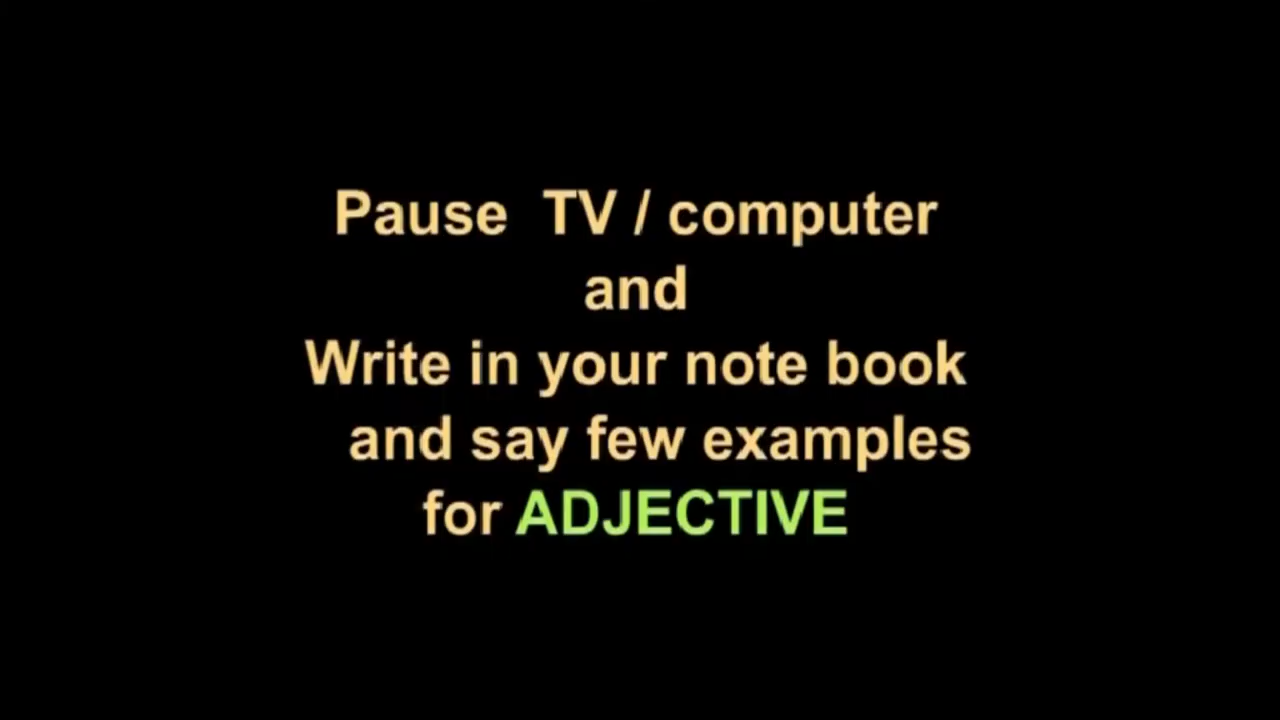 Pause TV / computer
and
Write in your note book
and say few examples
for ADJECTIVE